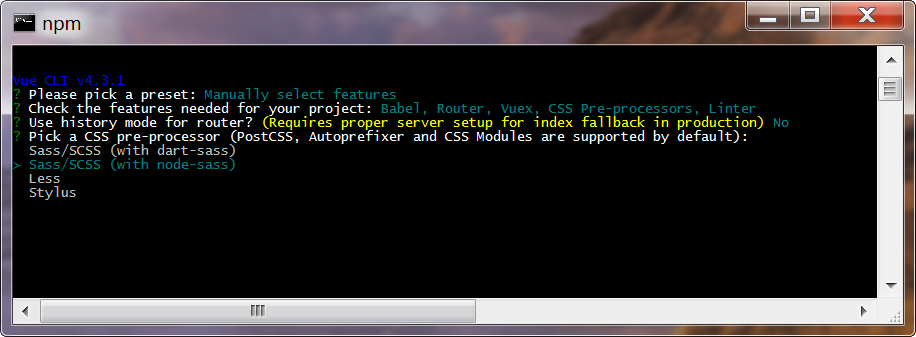 npm
Vue CLI v4.3.1
? Please pick a preset: Manually select features
? Check the features needed for your project: Babel, Router, Vuex, CSS Pre-processors, Linter
? Use history mode for router? (Requires proper server setup for index fallback in production) No
? Pick a CSS pre-processor (PostCSS, Autoprefixer and CSS Modules are supported by default):
Sass/SCSS (with dart-sass)
> Sass/SCSS (with node-sass)
Less
Stylus